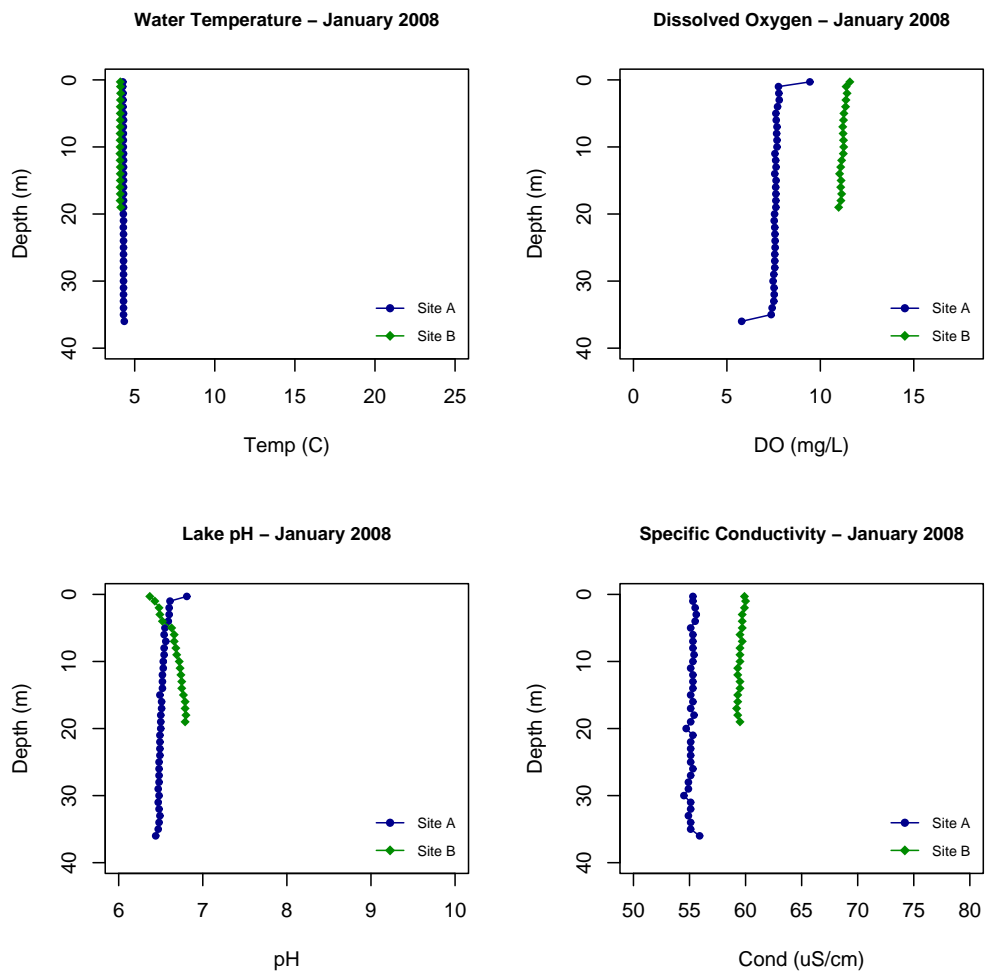 Water Temperature – January 2008
0
10
20
30
40
Depth (m)
5 10 15 20 25
Temp (C)
Site A
Site B
Dissolved Oxygen – January 2008
0
10
20
30
40
Depth (m)
0 5 10 15
DO (mg/L)
Site A
Site B
Lake pH – January 2008
0
10
20
30
40
Depth (m)
6 7 8 9 10
pH
Site A
Site B
Specific Conductivity – January 2008
0
10
20
30
40
Depth (m)
50 55 60 65 70 75 80
Cond (uS/cm)
Site A
Site B